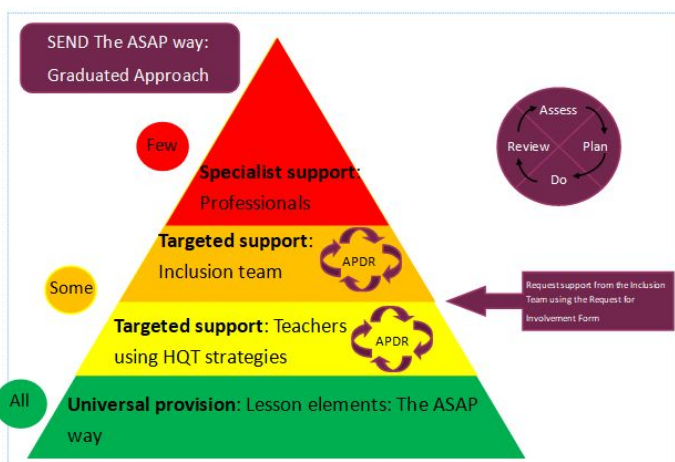 SEND The ASAP way:
Graduated Approach
Few
Specialist support:
Professionals
Assess
Plan
Do
Review
Some
Targeted support:
Inclusion team
APDR
Request support from the Inclusion
Team using the Request for
Involvement Form
Targeted support: Teachers
using HQT strategies
APDR
All
Universal provision: Lesson elements: The ASAP
way